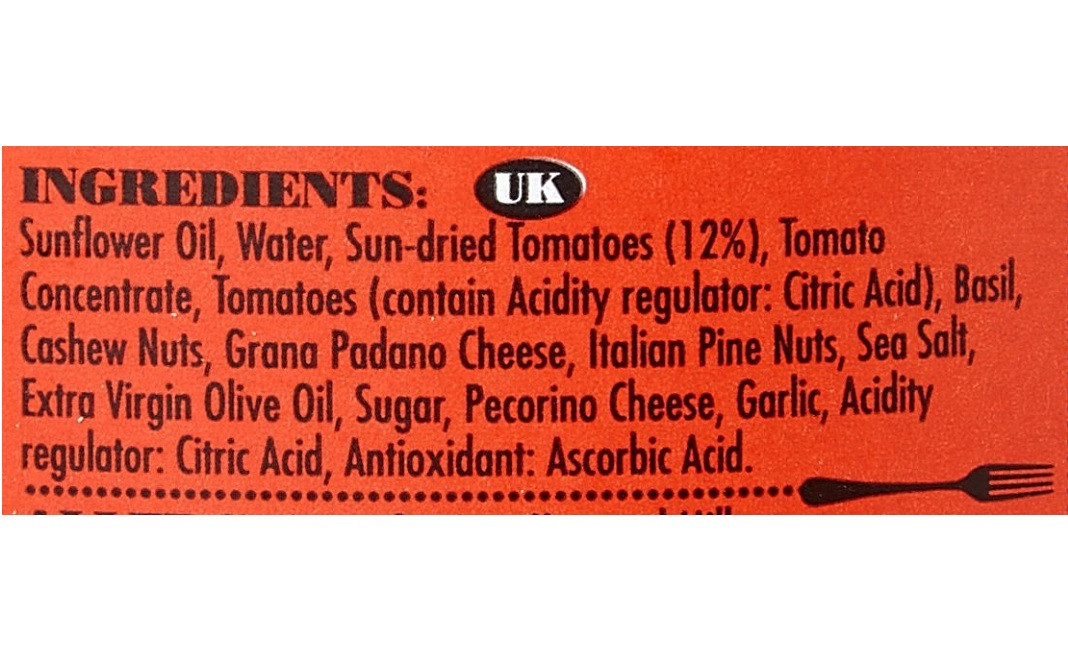 INGREDIENTS: UK
Sunflower Oil, Water, Sun-dried Tomatoes (12%), Tomato
Concentrate, Tomatoes (contain Acidity regulator: Citric Acid), Basil,
Cashew Nuts, Grana Padano Cheese, Italian Pine Nuts, Sea Salt,
Extra Virgin Olive Oil, Sugar, Pecorino Cheese, Garlic, Acidity
regulator: Citric Acid, Antioxidant: Ascorbic Acid.